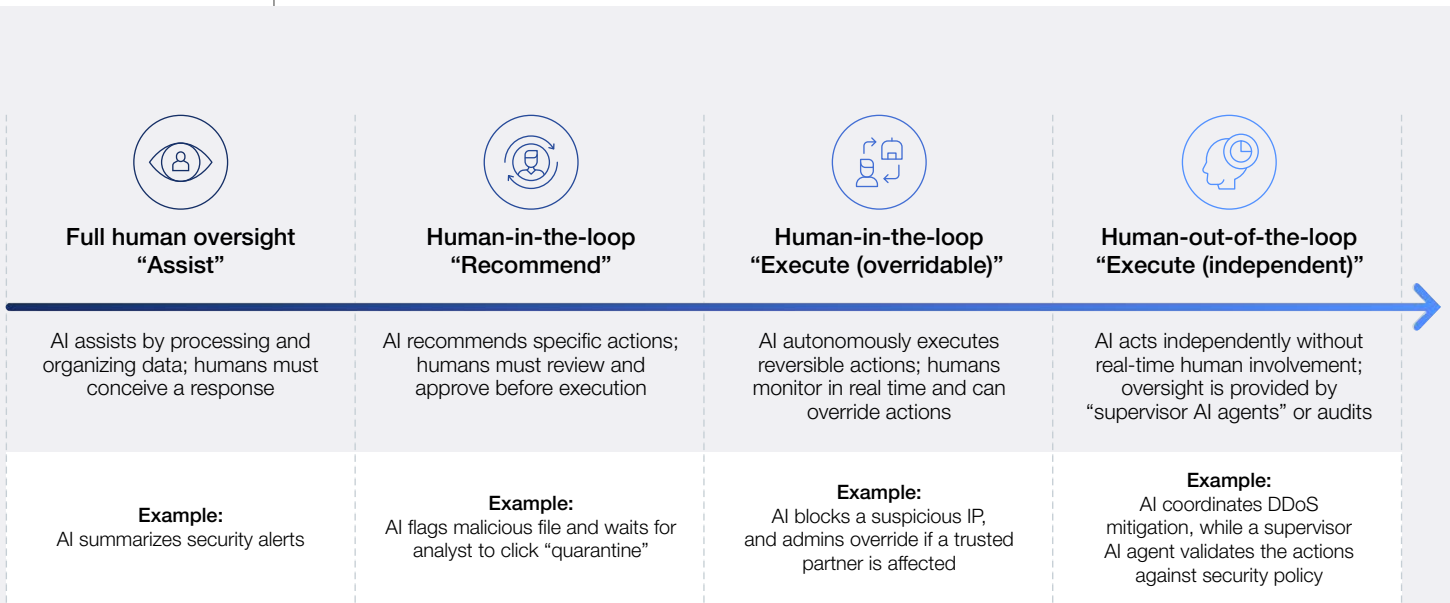 Full human oversight
“Assist”
AI assists by processing and
organizing data; humans must
conceive a response
Example:
AI summarizes security alerts
Human-in-the-loop
“Recommend”
AI recommends specific actions;
humans must review and
approve before execution
Example:
AI flags malicious file and waits for
analyst to click “quarantine”
Human-in-the-loop
“Execute (overridable)”
AI autonomously executes
reversible actions; humans
monitor in real time and can
override actions
Example:
AI blocks a suspicious IP,
and admins override if a trusted
partner is affected
Human-out-of-the-loop
“Execute (independent)”
AI acts independently without
real-time human involvement;
oversight is provided by
“supervisor AI agents” or audits
Example:
AI coordinates DDoS
mitigation, while a supervisor
AI agent validates the actions
against security policy